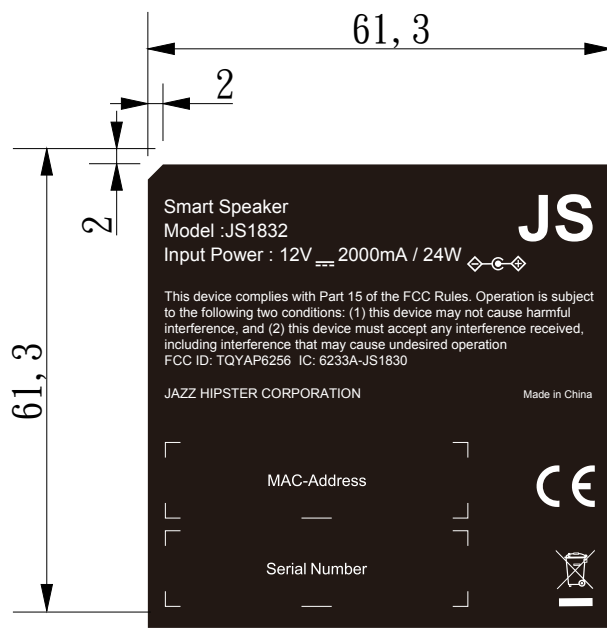 61,3
2
2
61,3
JS
Smart Speaker
Model :JS1832
Input Power : 12V 2000mA / 24W
This device complies with Part 15 of the FCC Rules. Operation is subject
to the following two conditions: (1) this device may not cause harmful
interference, and (2) this device must accept any interference received,
including interference that may cause undesired operation
FCC ID: TQYAP6256 IC: 6233A-JS1830
JAZZ HIPSTER CORPORATION
Made in China
MAC-Address
CE
Serial Number